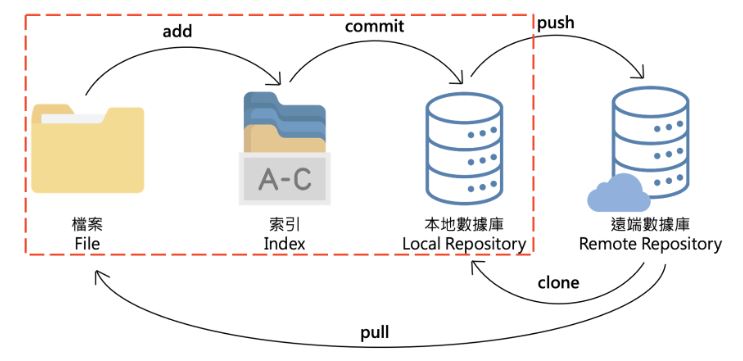 add
commit
push
A-C
檔案
File
索引
Index
本地數據庫
Local Repository
遠端數據庫
Remote Repository
clone
pull